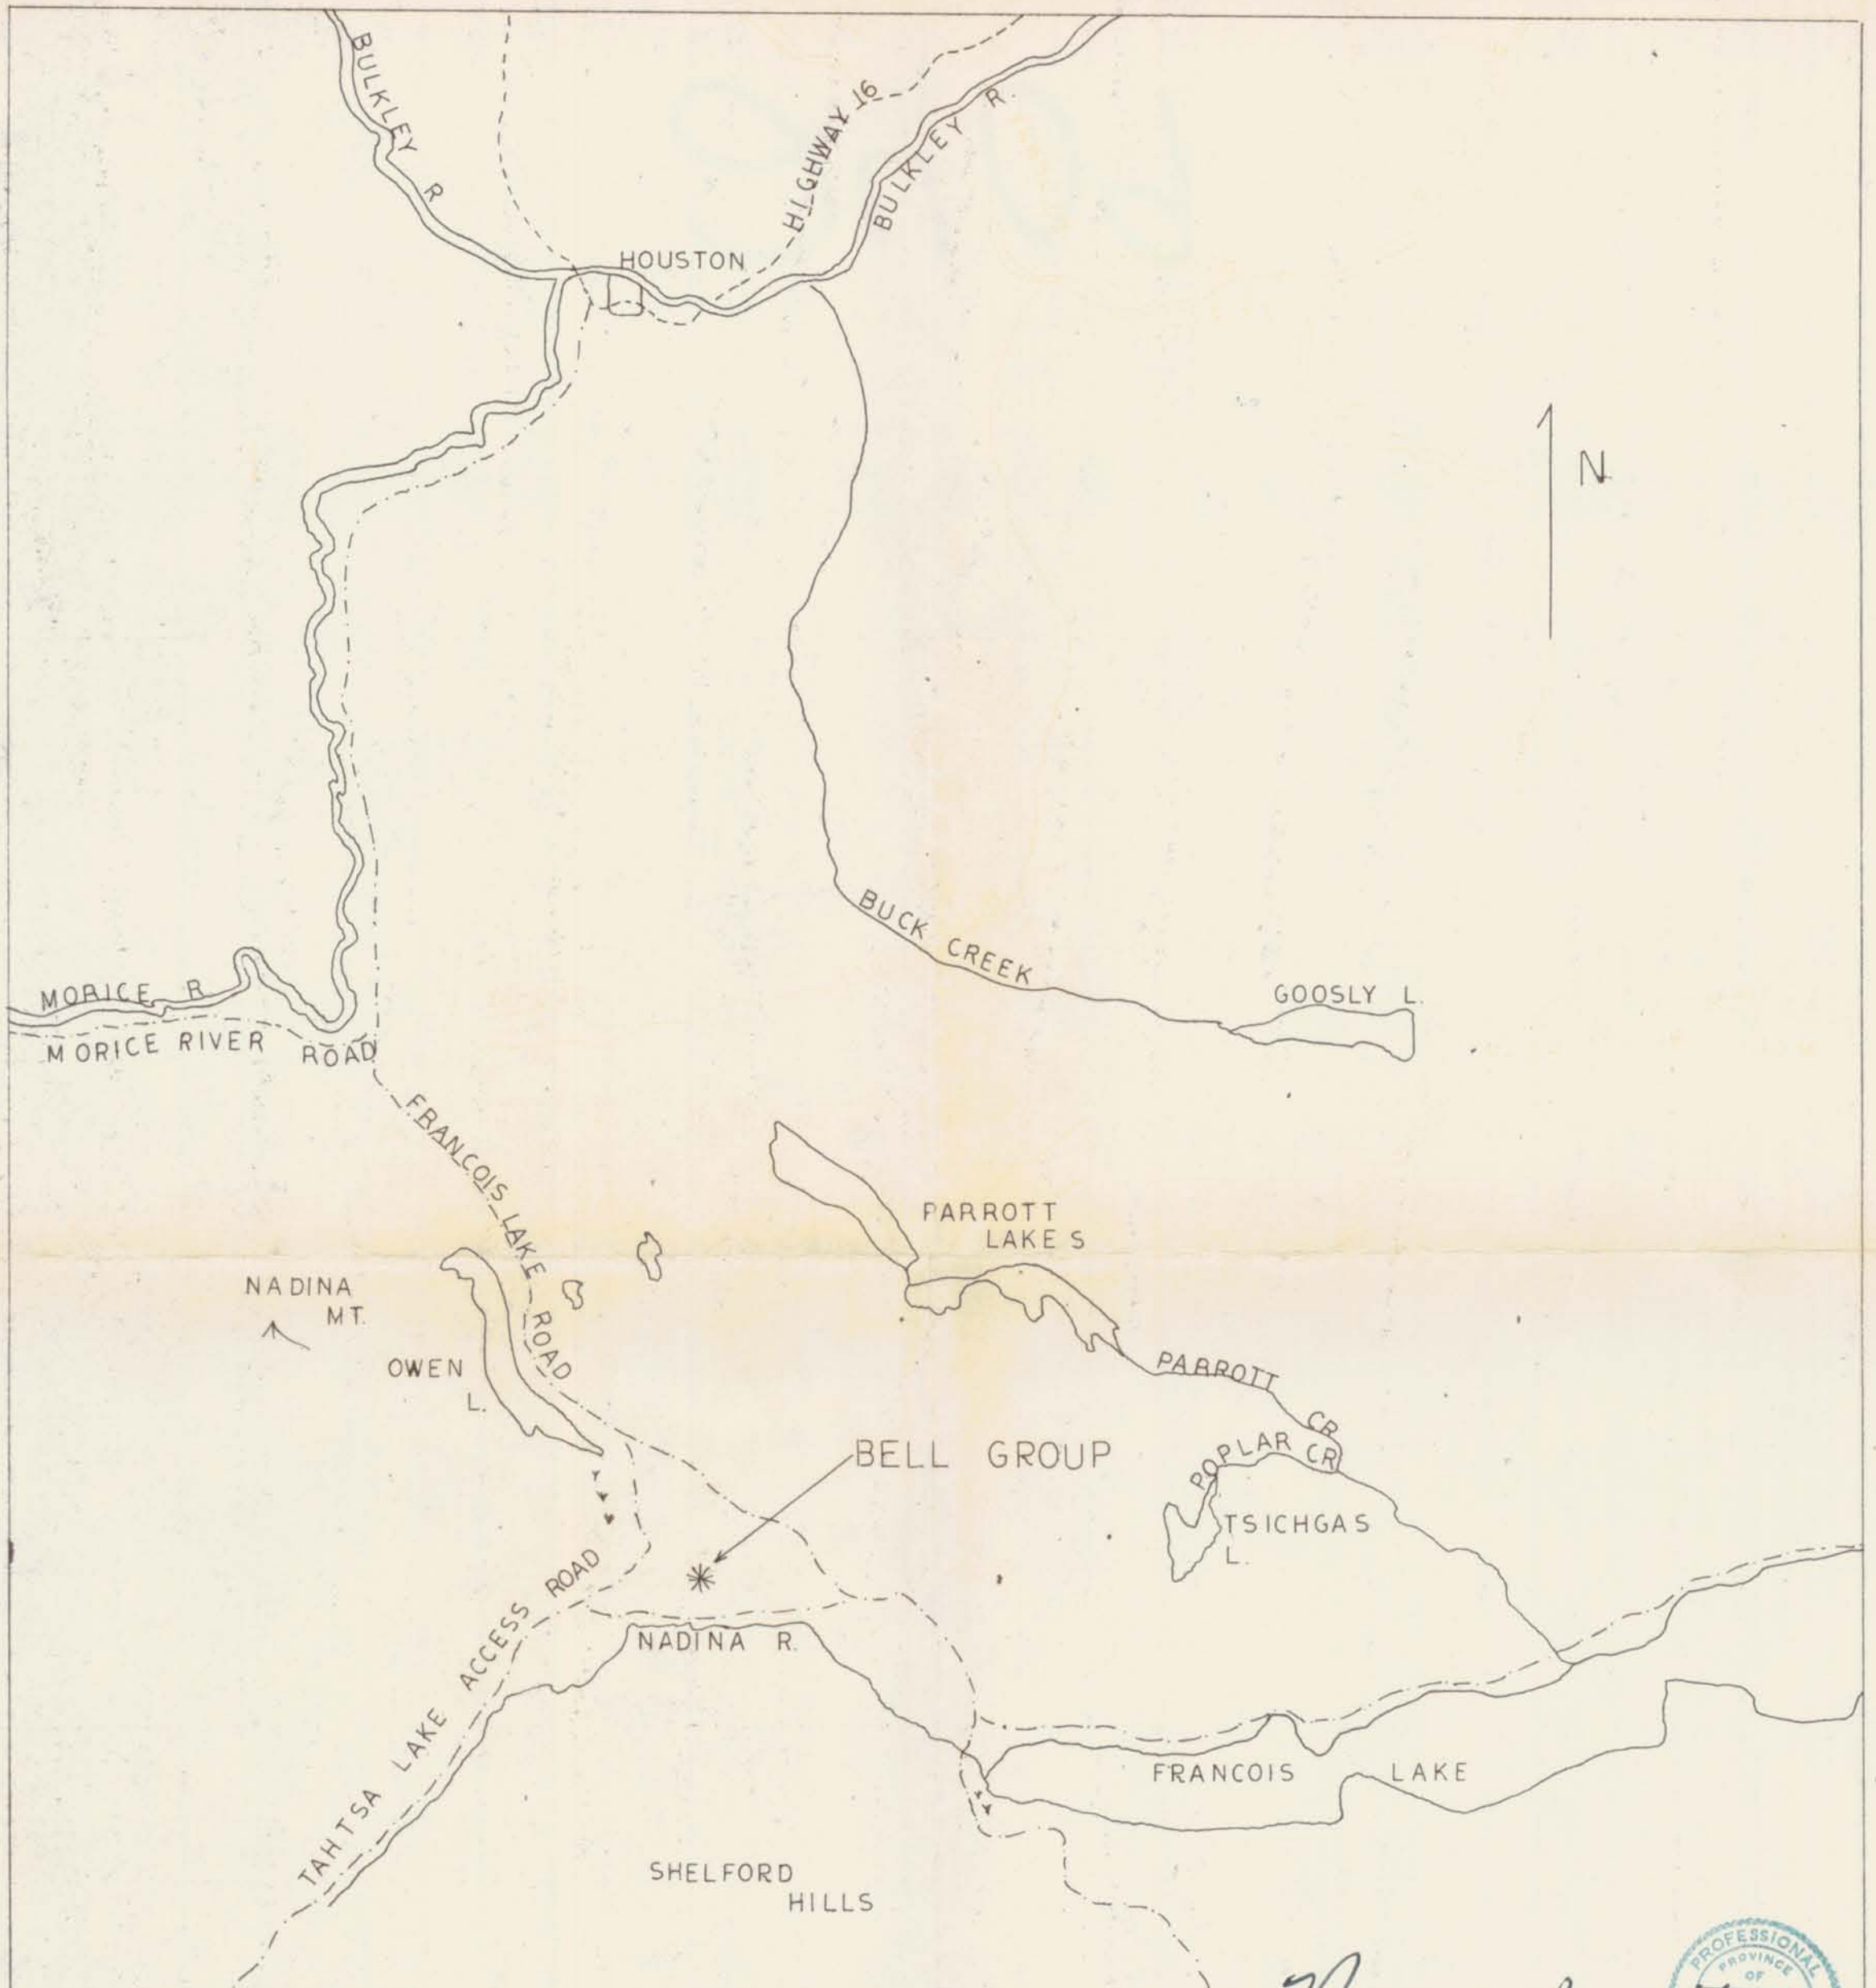 BULKLEY R
HIGHWAY 16
BULKLEY R.
HOUSTON
N
BUCK CREEK
GOOSLY L.
MORICE R
MORICE RIVER ROAD
FRANCOIS LAKE ROAD
PARROTT
LAKES
NADINA
MT.
OWEN
L.
PARROTT CR
POPLAR CR
BELL GROUP
TSICHGAS
L.
TAHTSA LAKE ACCESS ROAD
NADINA R.
FRANCOIS LAKE
SHELFORD
HILLS
PROFESSIONAL
PROVINCE
OF